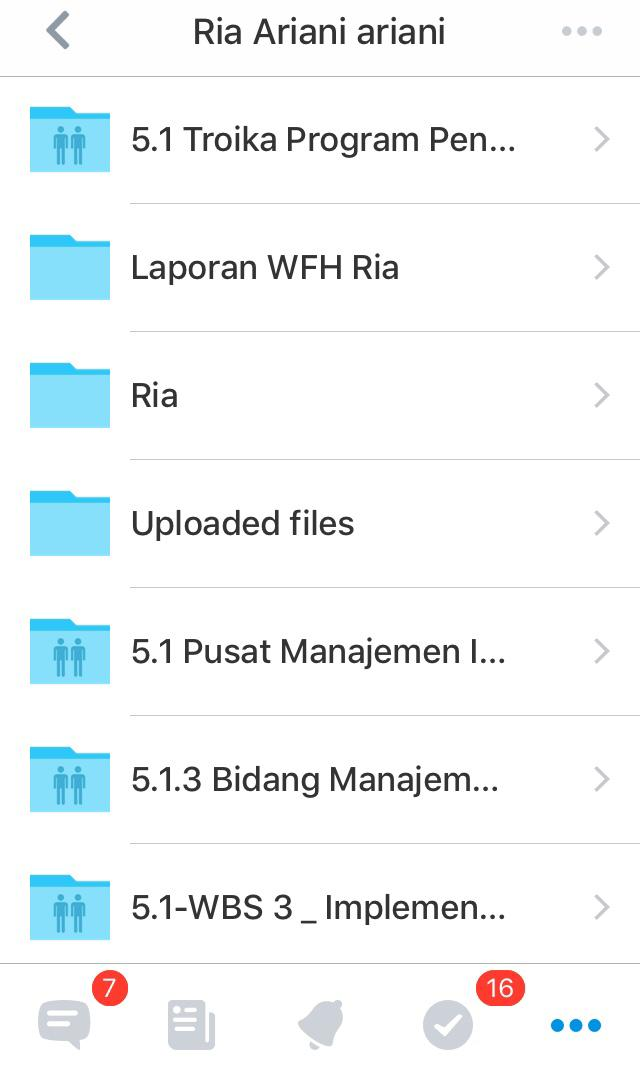 Ria Ariani ariani
5.1 Troika Program Pen...
Laporan WFH Ria
Ria
Uploaded files
5.1 Pusat Manajemen I...
5.1.3 Bidang Manajem...
5.1-WBS 3 _ Implemen...
7
16